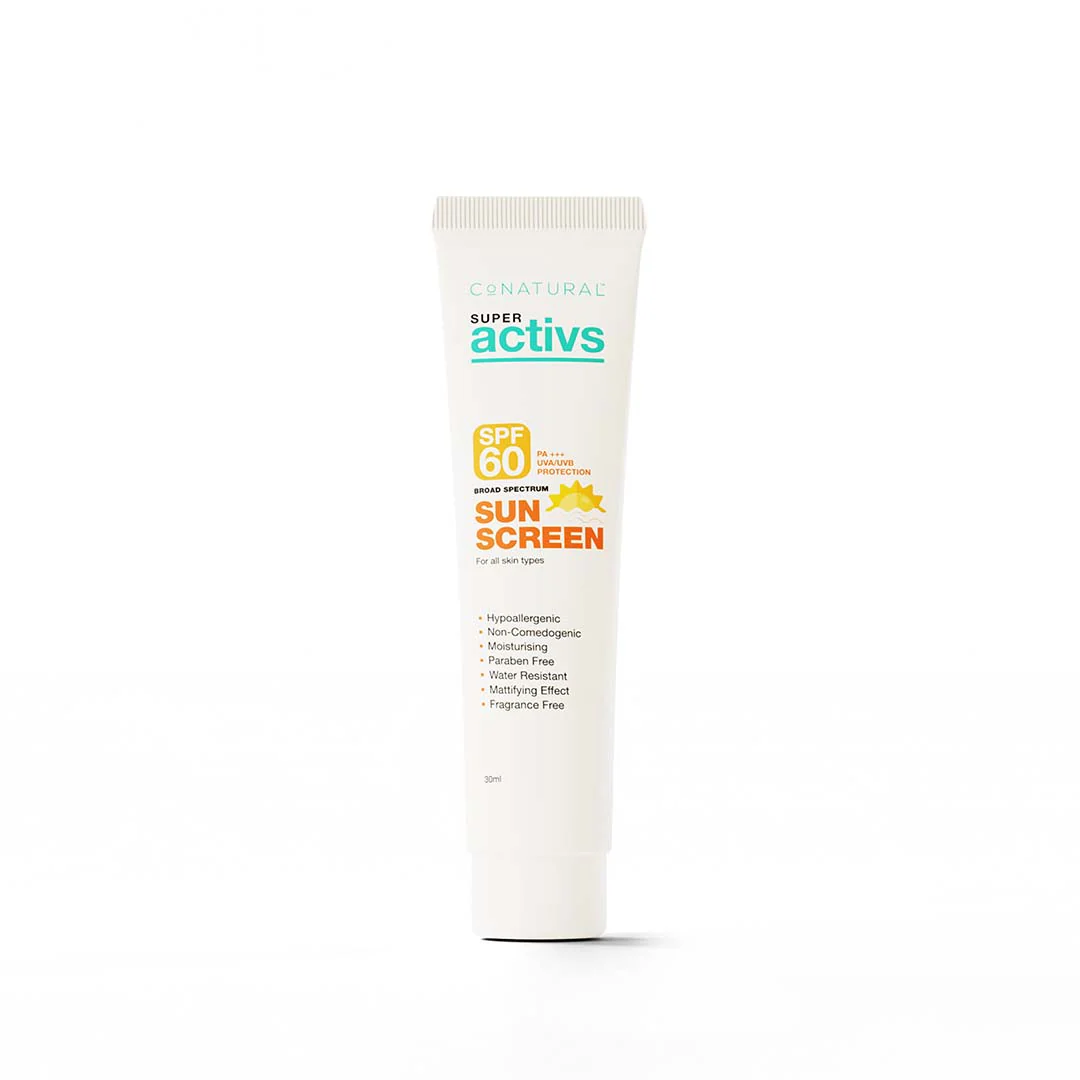 CoNATURAL™
SUPER
activs
SPF
60
PA +++
UVA/UVB
PROTECTION
BROAD SPECTRUM
SUN
SCREEN
For all skin types
• Hypoallergenic
• Non-Comedogenic
• Moisturising
• Paraben Free
• Water Resistant
• Mattifying Effect
• Fragrance Free
30ml